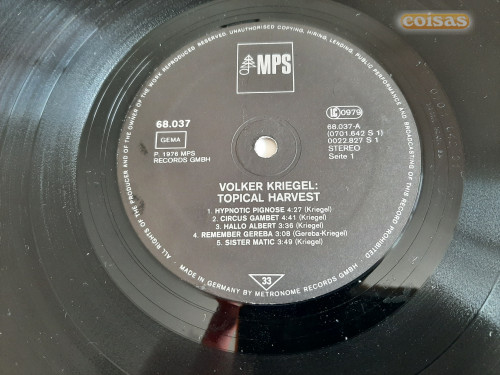 eoisas
ALL RIGHTS OF THE PRODUCER AND OF THE OWNER OF THE WORK REPRODUCED RESERVED. UNAUTHORISED COPYING, HIRING, LENDING, PUBLIC PERFORMANCE AND BROADCASTING OF THIS RECORD PROHIBITED.
MPS
68.037
GEMA
P. 1978 MPS
RECORDS GMBH
LC 0979
68.037-A
(0701.642 S 1)
0022.827 S 1
STEREO
Seite 1
VOLKER KRIEGEL:
TOPICAL HARVEST
1. HYPNOTIC PIGNOSE 4:27 (Kriegel)
2. CIRCUS GAMBET 4:41 (Kriegel)
3. HALLO ALBERT 3:36 (Kriegel)
4. REMEMBER GEREBA 3:08 (Gereba-Kriegel)
5. SISTER MATIC 3:49 (Kriegel)
33
• MADE IN GERMANY BY METRONOME RECORDS GMBH •